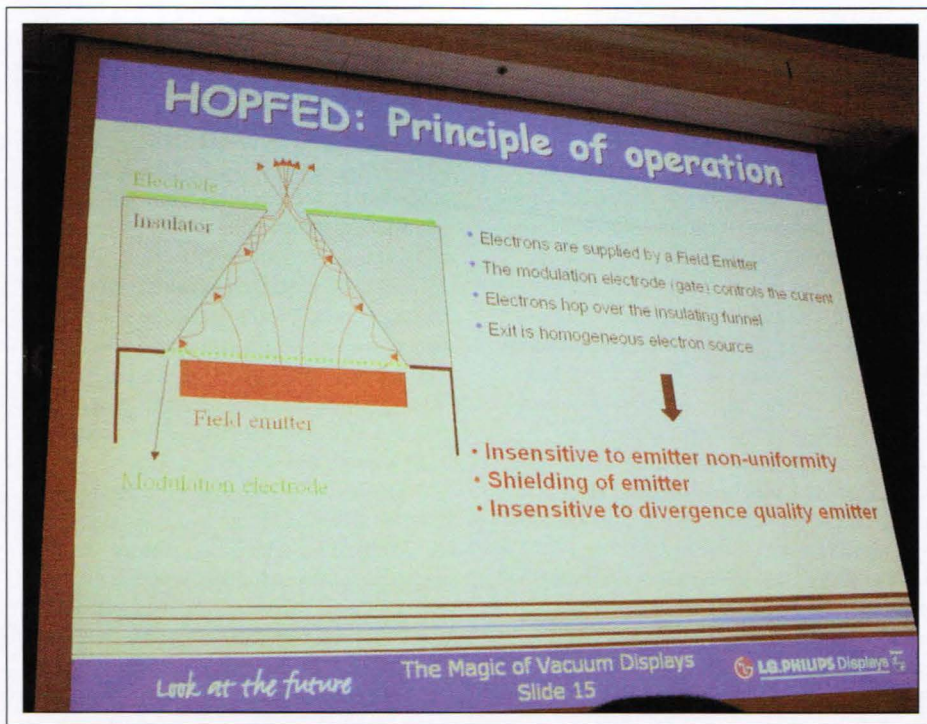 HOPFED: Principle of operation
Electrode
Insulator
Field emitter
Modulation electrode
* Electrons are supplied by a Field Emitter
* The modulation electrode (gate) controls the current
* Electrons hop over the insulating funnel
* Exit is homogeneous electron source
• Insensitive to emitter non-uniformity
• Shielding of emitter
• Insensitive to divergence quality emitter
Look at the future
The Magic of Vacuum Displays
Slide 15
LG.PHILIPS Displays